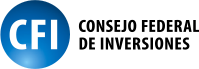 CFI
CONSEJO FEDERAL
DE INVERSIONES